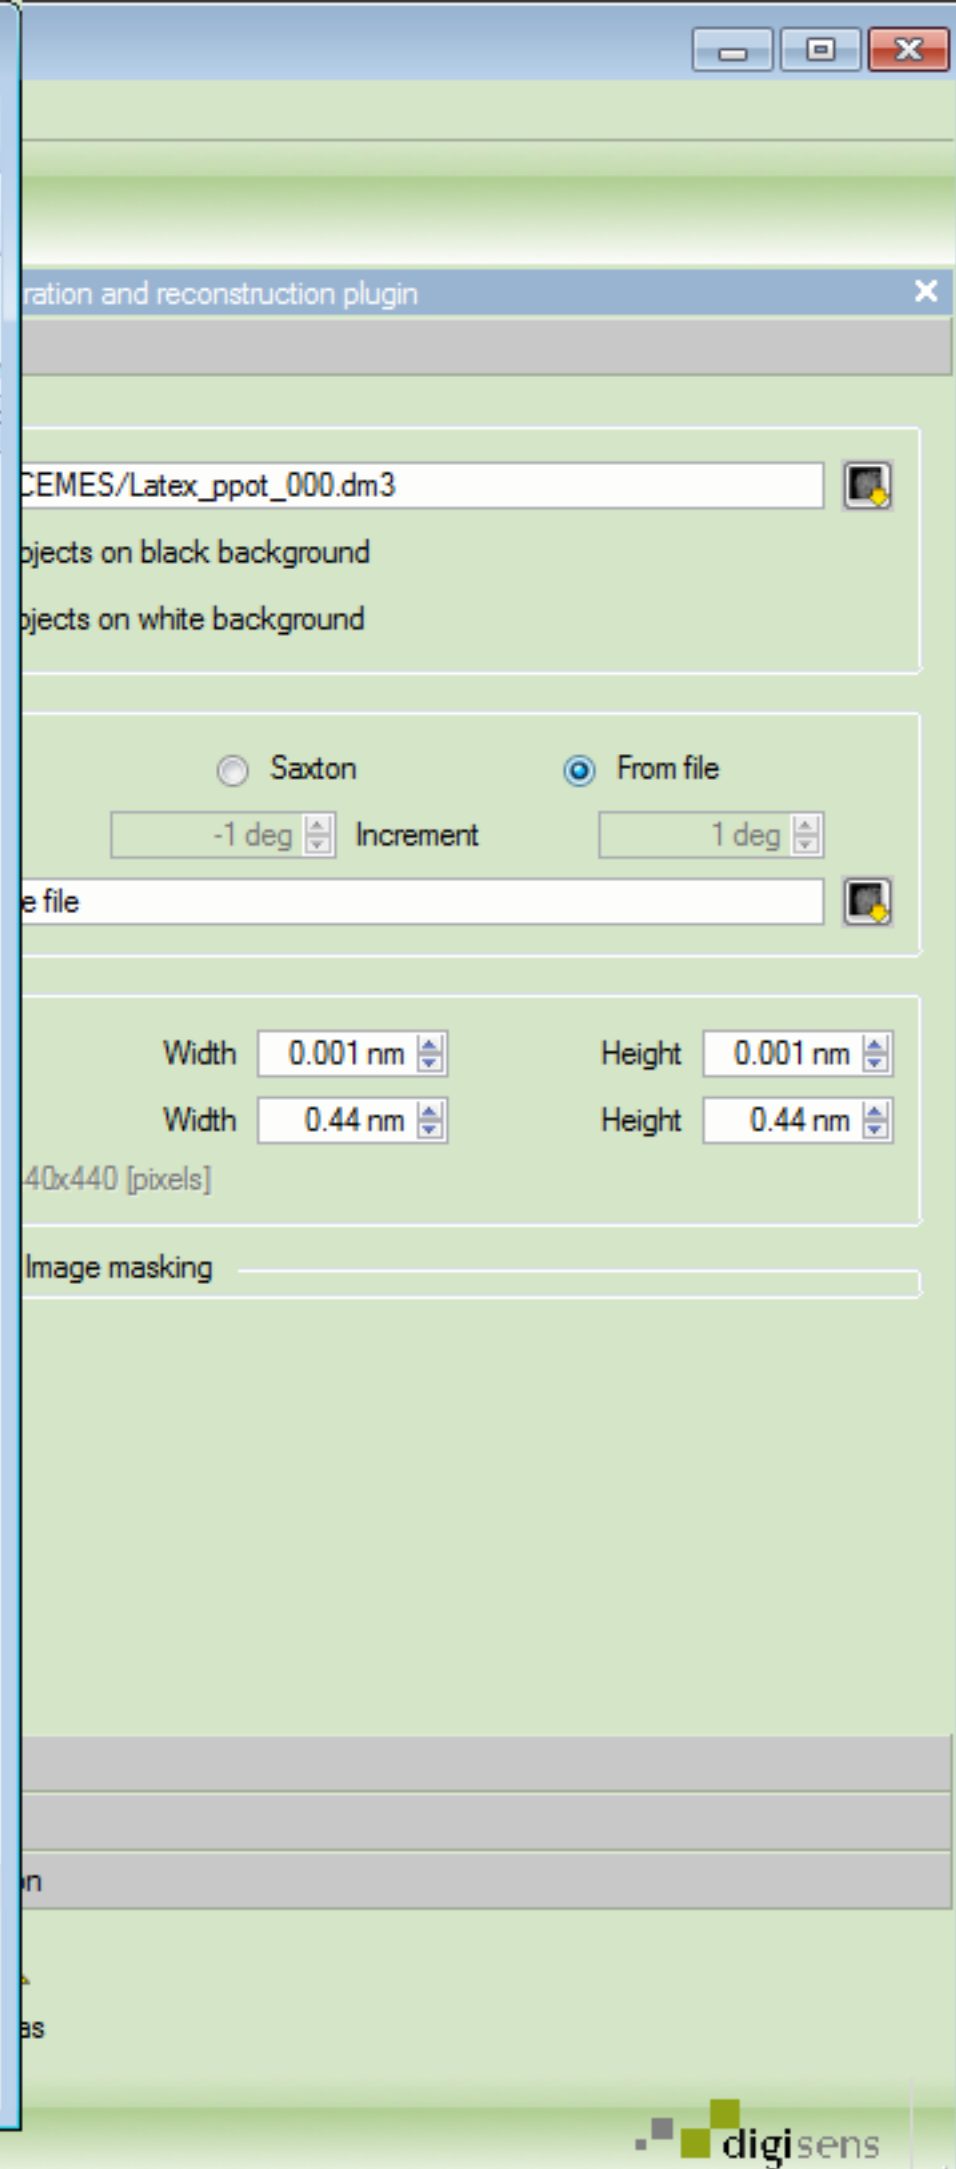 ration and reconstruction plugin
CEMES/Latex_ppot_000.dm3
bjects on black background
bjects on white background
Saxton From file
-1 deg Increment 1 deg
e file
Width 0.001 nm Height 0.001 nm
Width 0.44 nm Height 0.44 nm
40x440 [pixels]
Image masking
on
as
digisens